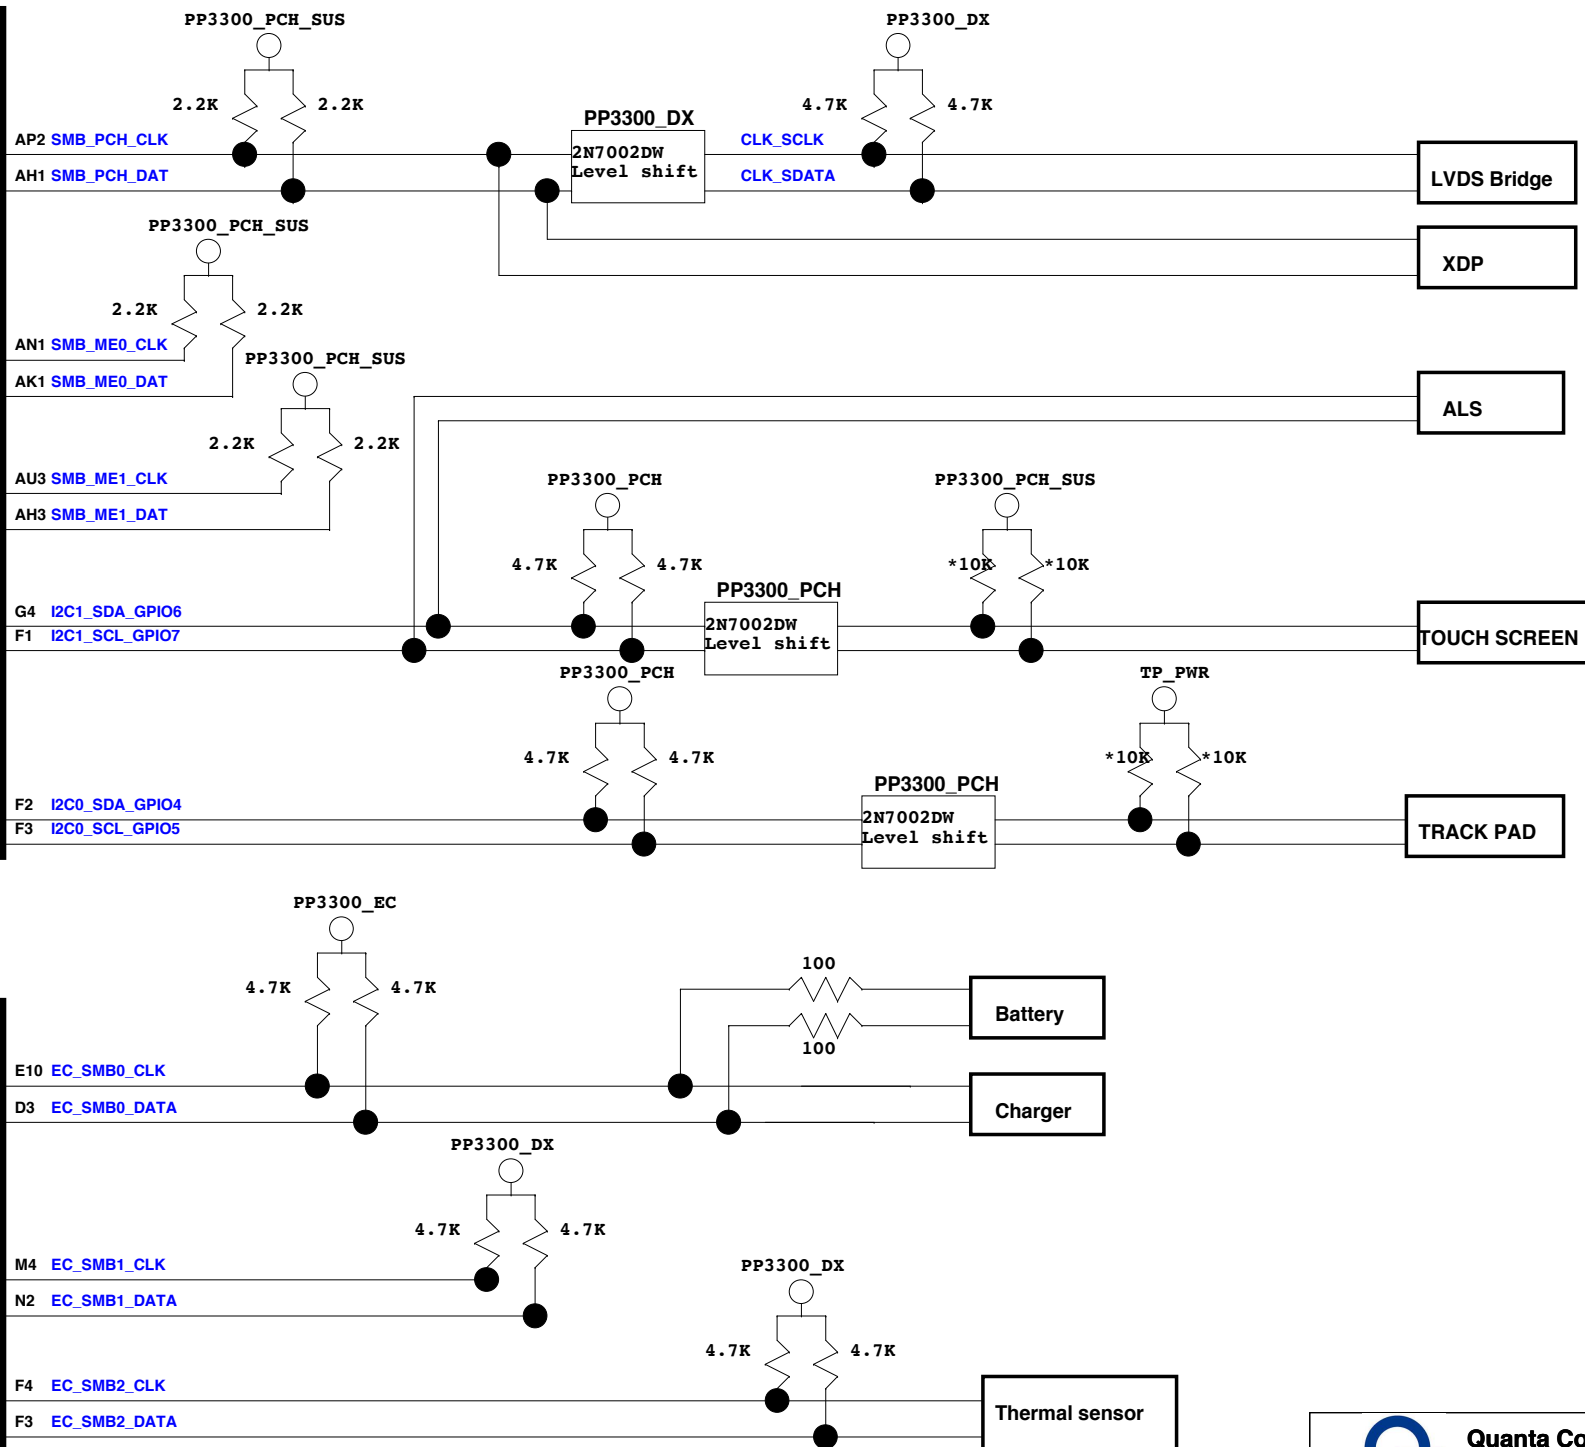 PP3300_PCH_SUS
PP3300_DX
2.2K
2.2K
4.7K
4.7K
PP3300_DX
AP2 SMB_PCH_CLK
CLK_SCLK
2N7002DW
Level shift
AH1 SMB_PCH_DAT
CLK_SDATA
LVDS Bridge
PP3300_PCH_SUS
XDP
2.2K
2.2K
AN1 SMB_ME0_CLK
PP3300_PCH_SUS
AK1 SMB_ME0_DAT
ALS
2.2K
2.2K
AU3 SMB_ME1_CLK
PP3300_PCH
PP3300_PCH_SUS
AH3 SMB_ME1_DAT
4.7K
4.7K
*10K
*10K
PP3300_PCH
G4 I2C1_SDA_GPIO6
2N7002DW
Level shift
F1 I2C1_SCL_GPIO7
TOUCH SCREEN
PP3300_PCH
TP_PWR
4.7K
4.7K
*10K
*10K
PP3300_PCH
F2 I2C0_SDA_GPIO4
2N7002DW
Level shift
F3 I2C0_SCL_GPIO5
TRACK PAD
PP3300_EC
4.7K
4.7K
100
Battery
100
E10 EC_SMB0_CLK
D3 EC_SMB0_DATA
Charger
PP3300_DX
4.7K
4.7K
M4 EC_SMB1_CLK
PP3300_DX
N2 EC_SMB1_DATA
4.7K
4.7K
F4 EC_SMB2_CLK
Thermal sensor
F3 EC_SMB2_DATA
Quanta Co